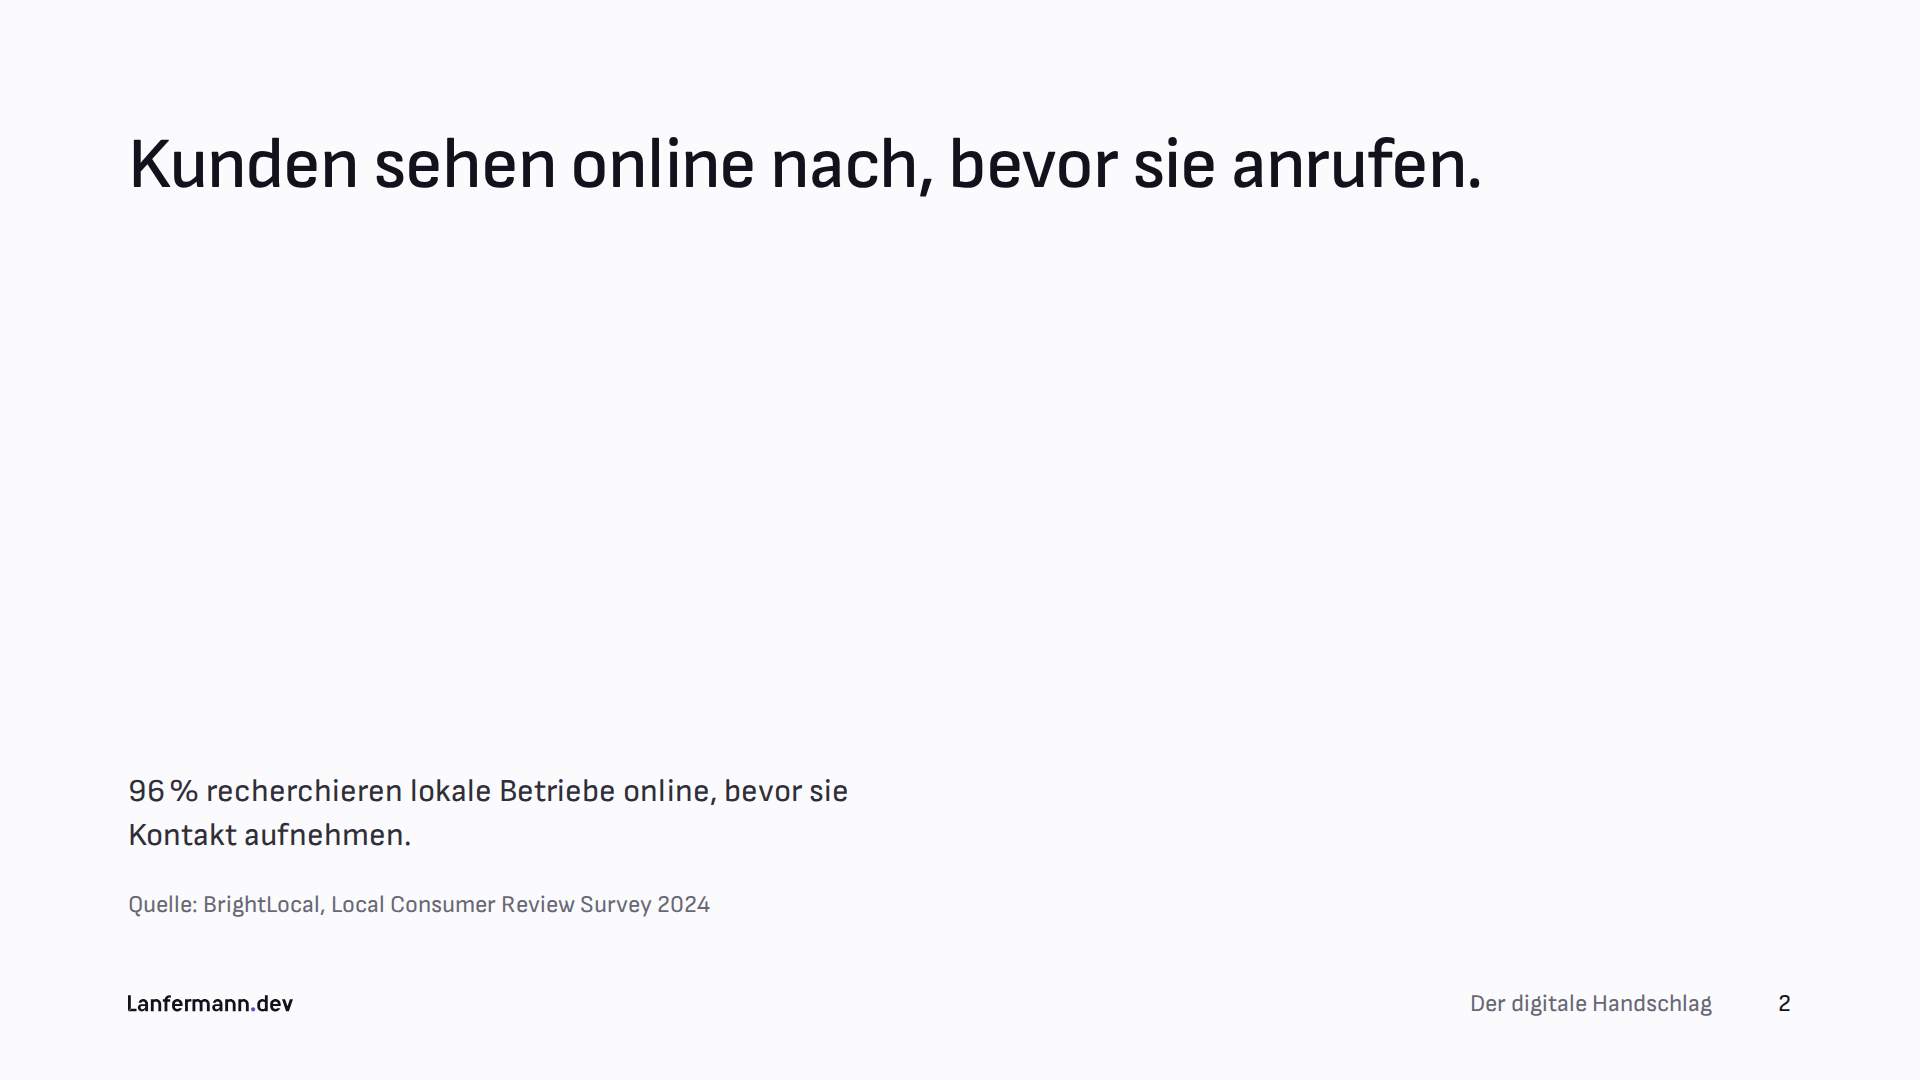 Kunden sehen online nach, bevor sie anrufen.
96 % recherchieren lokale Betriebe online, bevor sie
Kontakt aufnehmen.
Quelle: BrightLocal, Local Consumer Review Survey 2024
Lanfermann.dev
Der digitale Handschlag 2